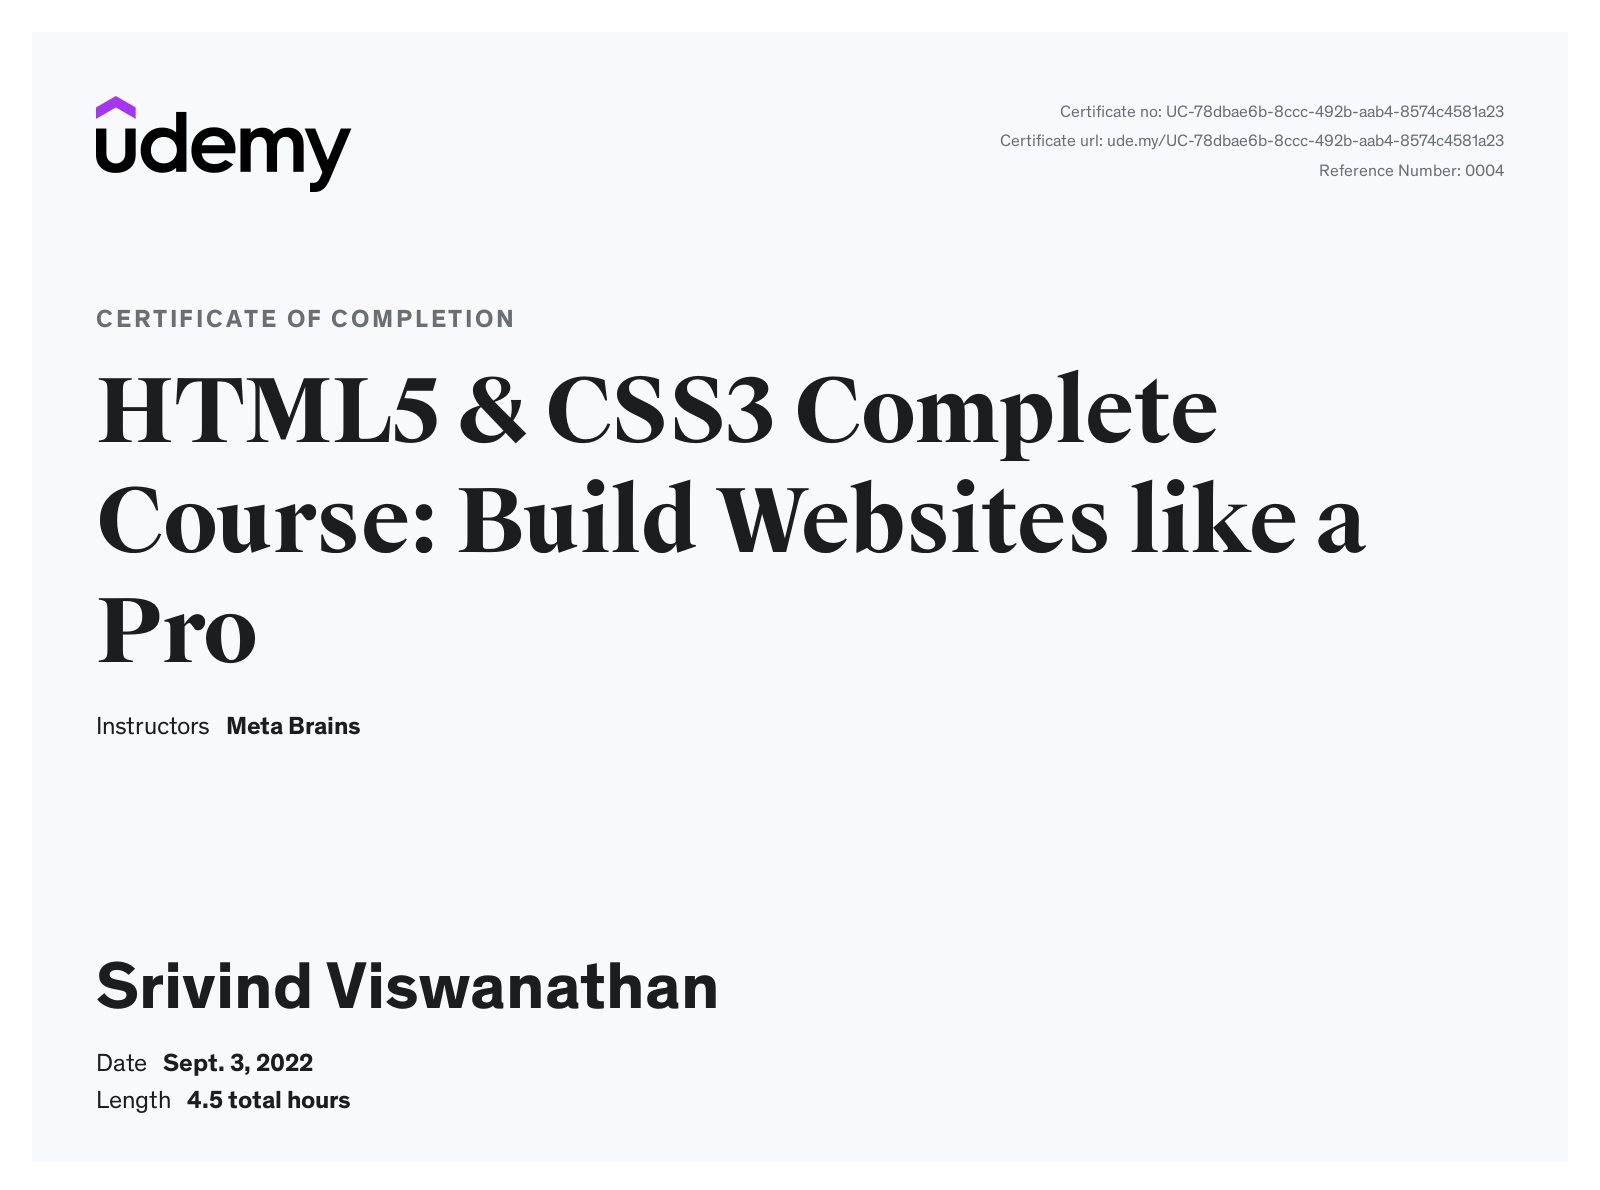 udemy
Certificate no: UC-78dbae6b-8ccc-492b-aab4-8574c4581a23
Certificate url: ude.my/UC-78dbae6b-8ccc-492b-aab4-8574c4581a23
Reference Number: 0004
CERTIFICATE OF COMPLETION
HTML5 & CSS3 Complete
Course: Build Websites like a
Pro
Instructors Meta Brains
Srivind Viswanathan
Date Sept. 3, 2022
Length 4.5 total hours